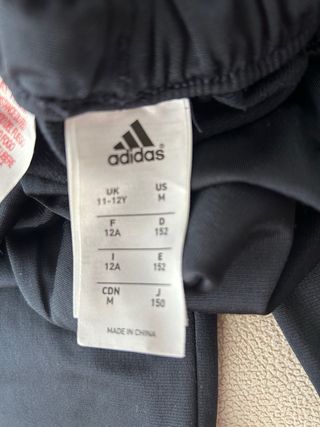 adidas
UK US
11-12Y M
F D
12A 152
I E
12A 152
CDN J
M 150
MADE IN CHINA